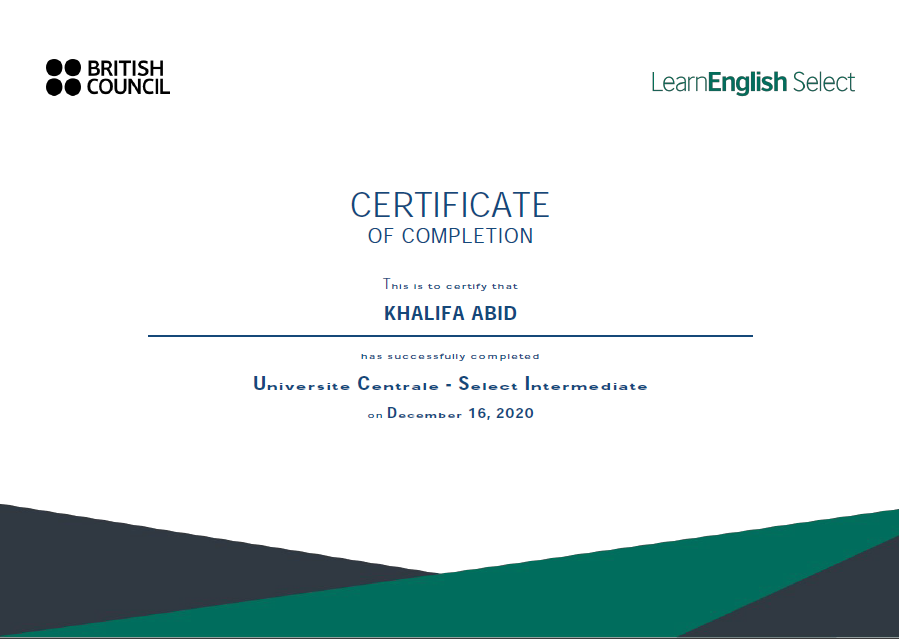 BRITISH
COUNCIL
LearnEnglish Select
CERTIFICATE
OF COMPLETION
This is to certify that
KHALIFA ABID
has successfully completed
Universite Centrale - Select Intermediate
on December 16, 2020